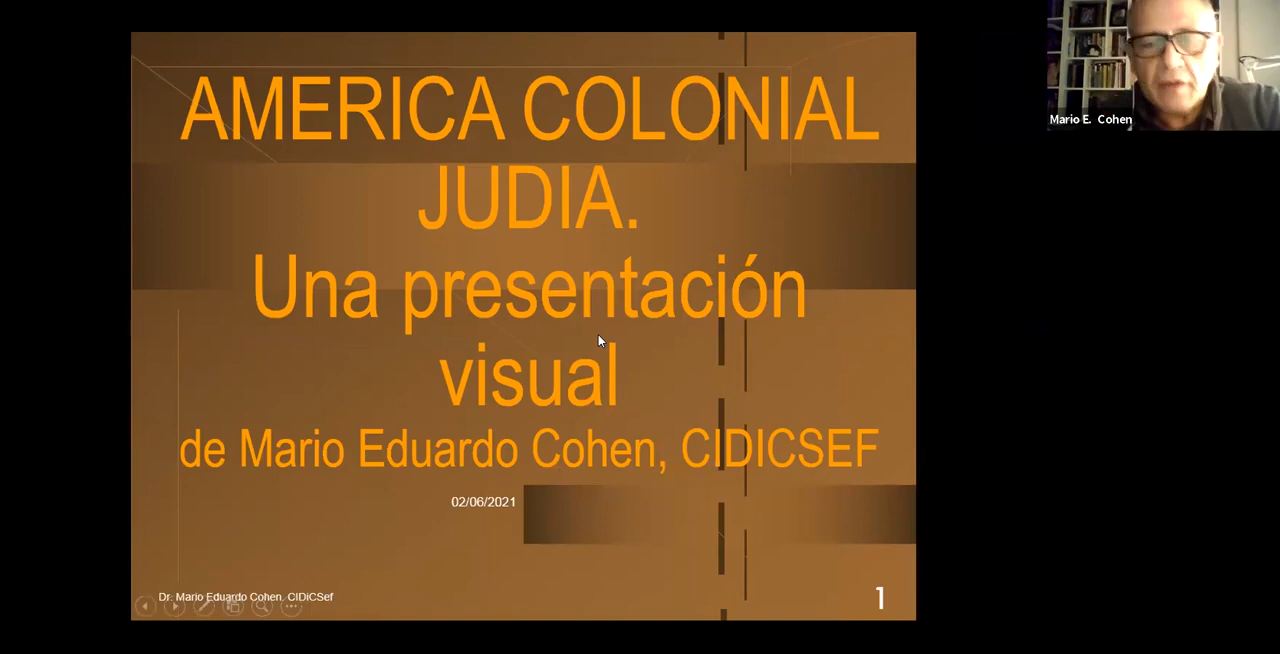 AMERICA COLONIAL
JUDIA.
Una presentación
visual
de Mario Eduardo Cohen, CIDICSEF
02/06/2021
Dr. Mario Eduardo Cohen. CIDiCSef
1
Mario E. Cohen